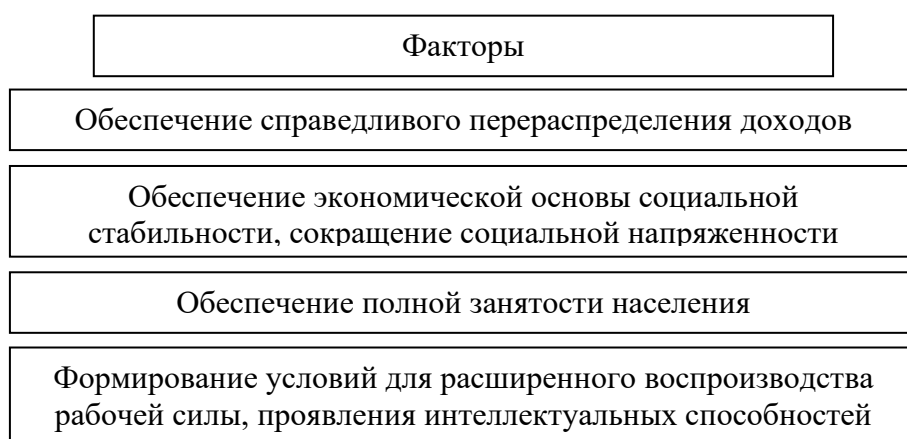 Факторы
Обеспечение справедливого перераспределения доходов
Обеспечение экономической основы социальной
стабильности, сокращение социальной напряженности
Обеспечение полной занятости населения
Формирование условий для расширенного воспроизводства
рабочей силы, проявления интеллектуальных способностей